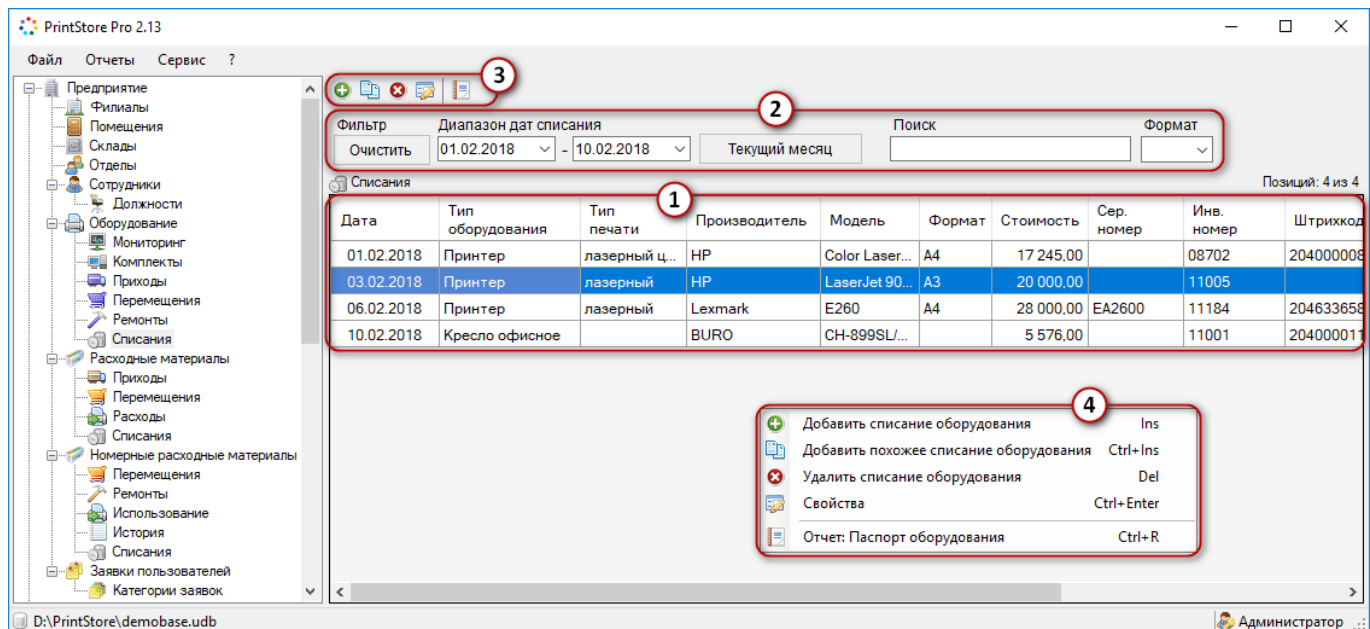 PrintStore Pro 2.13
Файл Отчеты Сервис ?
Предприятие
Филиалы
Помещения
Склады
Отделы
Сотрудники
Должности
Оборудование
Мониторинг
Комплекты
Приходы
Перемещения
Ремонты
Списания
Расходные материалы
Приходы
Перемещения
Расходы
Списания
Номерные расходные материалы
Перемещения
Ремонты
Использование
История
Списания
Заявки пользователей
Категории заявок
3
2
Фильтр Диапазон дат списания Поиск Формат
Очистить 01.02.2018 - 10.02.2018 Текущий месяц
Списания Позиций: 4 из 4
1
Дата Тип оборудования Тип печати Производитель Модель Формат Стоимость Сер. номер Инв. номер Штрихкод
01.02.2018 Принтер лазерный ц... HP Color Laser... A4 17 245,00 08702 204000008
03.02.2018 Принтер лазерный HP LaserJet 90... A3 20 000,00 11005
06.02.2018 Принтер лазерный Lexmark E260 A4 28 000,00 EA2600 11184 204633658
10.02.2018 Кресло офисное BURO CH-899SL/... 5 576,00 11001 204000011
4
Добавить списание оборудования Ins
Добавить похожее списание оборудования Ctrl+Ins
Удалить списание оборудования Del
Свойства Ctrl+Enter
Отчет: Паспорт оборудования Ctrl+R
D:\PrintStore\demobase.udb Администратор